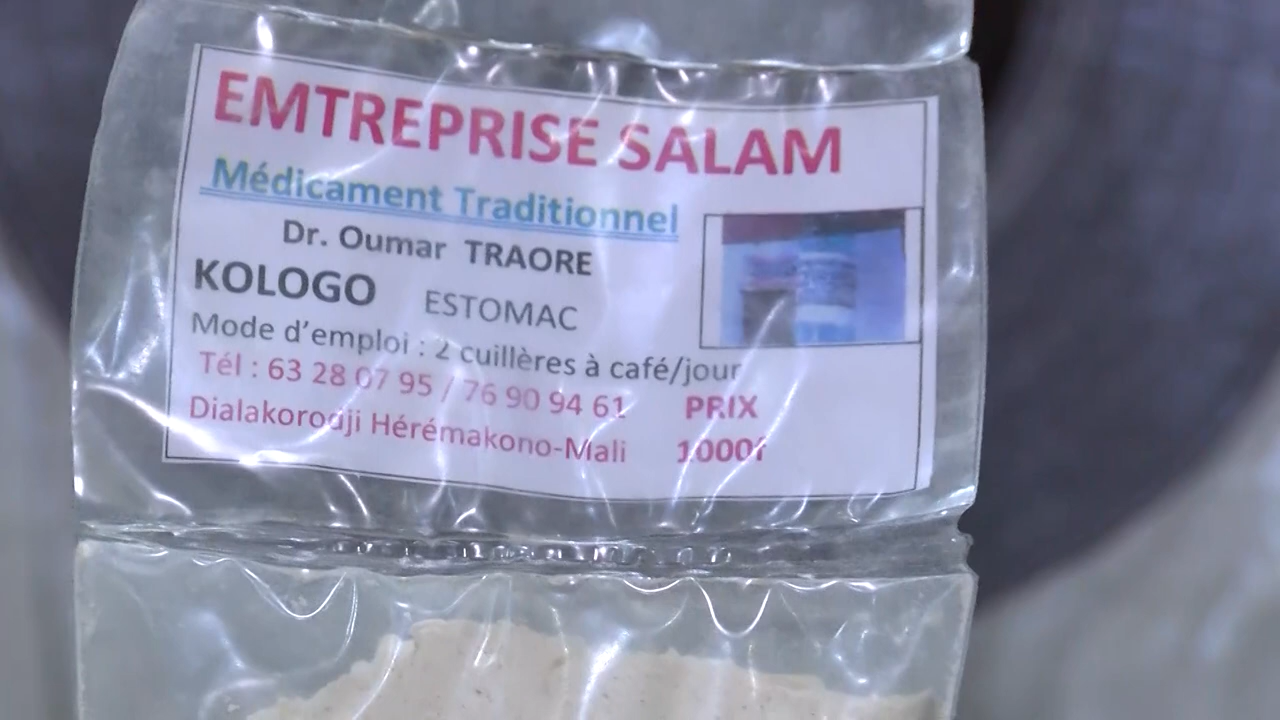 EMTREPRISE SALAM
Médicament Traditionnel
Dr. Oumar TRAORE
KOLOGO ESTOMAC
Mode d'emploi : 2 cuillères à café/jour
Tél : 63 28 07 95 / 76 90 94 61 PRIX
Dialakorodji Hérémakono-Mali 1000f